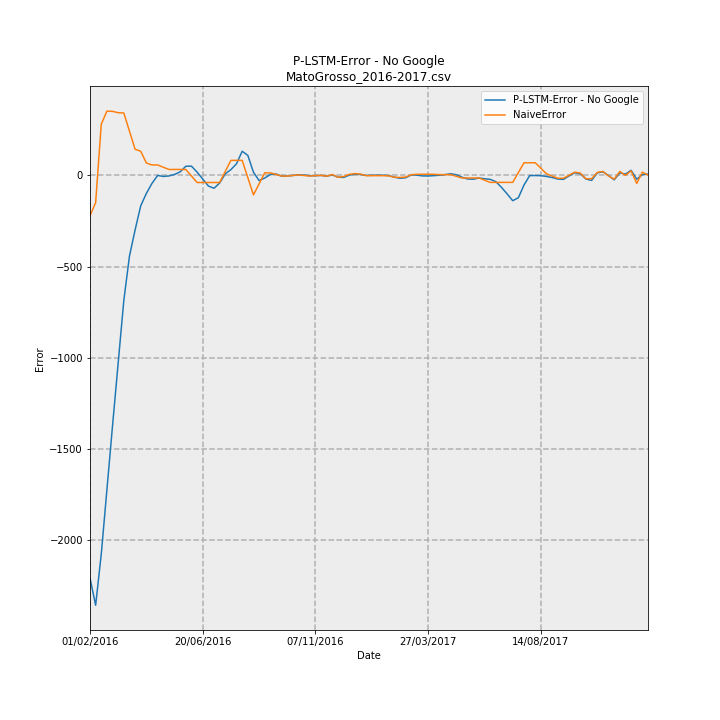 P-LSTM-Error - No Google
MatoGrosso_2016-2017.csv
P-LSTM-Error - No Google
NaiveError
0
−500
−1000
−1500
−2000
Error
01/02/2016
20/06/2016
07/11/2016
27/03/2017
14/08/2017
Date